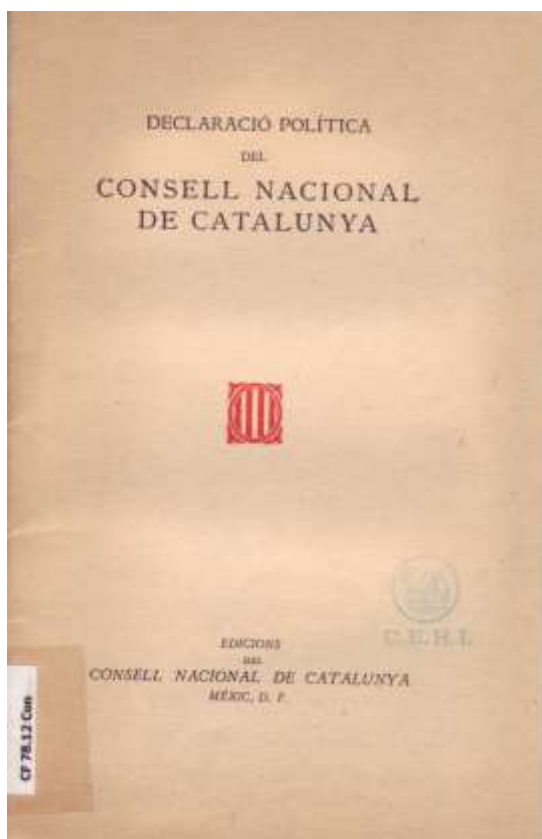 DECLARACIÓ POLÍTICA
DEL
CONSELL NACIONAL
DE CATALUNYA
EDICIONS
DEL
CONSELL NACIONAL DE CATALUNYA
MÈXIC, D. F.
C. E. H. I.
CF 78.12 Con